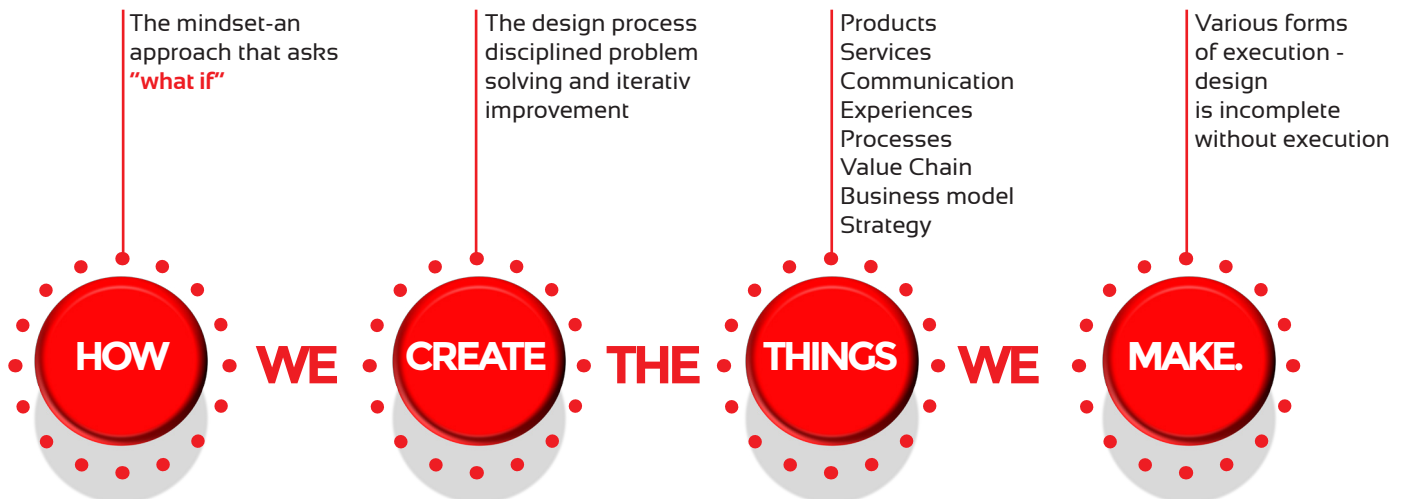 The mindset-an
approach that asks
“what if”
The design process
disciplined problem
solving and iterativ
improvement
Products
Services
Communication
Experiences
Processes
Value Chain
Business model
Strategy
Various forms
of execution -
design
is incomplete
without execution
HOW WE CREATE THE THINGS WE MAKE.